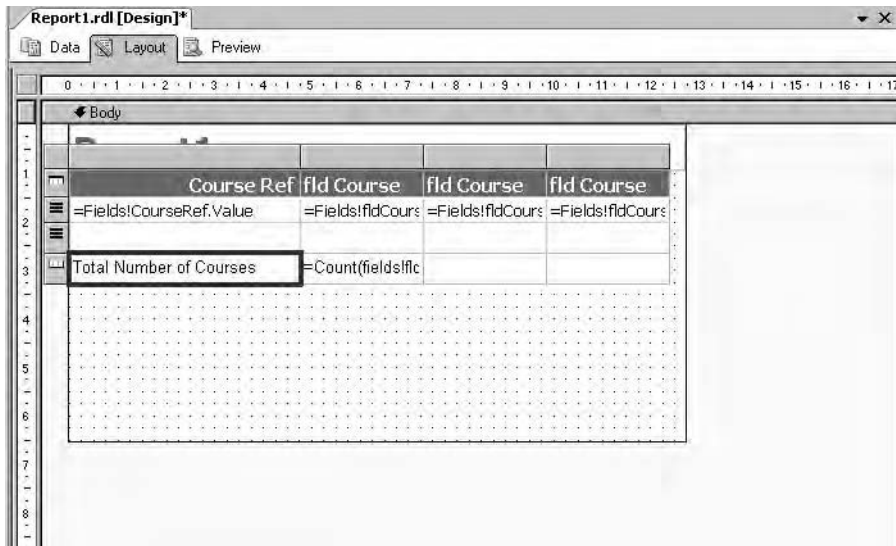 Report1.rdl [Design]*
Data Layout Preview
0 1 2 3 4 5 6 7 8 9 10 11 12 13 14 15 16 17
Body
Course Ref fld Course fld Course fld Course
=Fields!CourseRef.Value =Fields!fldCours =Fields!fldCours =Fields!fldCours
Total Number of Courses =Count(fields!flc
1
2
3
4
5
6
7
8